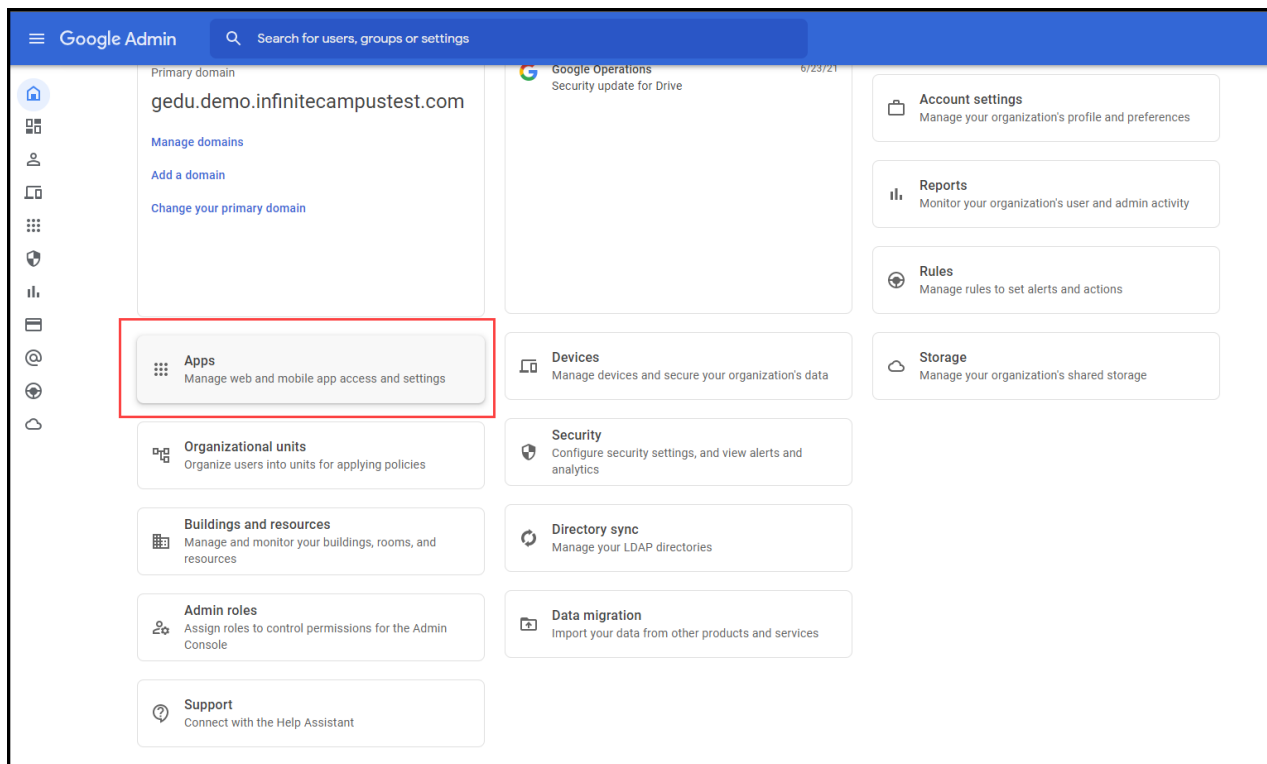 Google Admin
Search for users, groups or settings
Primary domain
gedu.demo.infinitecampustest.com
Manage domains
Add a domain
Change your primary domain
Google Operations
6/23/21
Security update for Drive
Account settings
Manage your organization's profile and preferences
Reports
Monitor your organization's user and admin activity
Rules
Manage rules to set alerts and actions
Apps
Manage web and mobile app access and settings
Devices
Manage devices and secure your organization's data
Storage
Manage your organization's shared storage
Organizational units
Organize users into units for applying policies
Security
Configure security settings, and view alerts and
analytics
Buildings and resources
Manage and monitor your buildings, rooms, and
resources
Directory sync
Manage your LDAP directories
Admin roles
Assign roles to control permissions for the Admin
Console
Data migration
Import your data from other products and services
Support
Connect with the Help Assistant